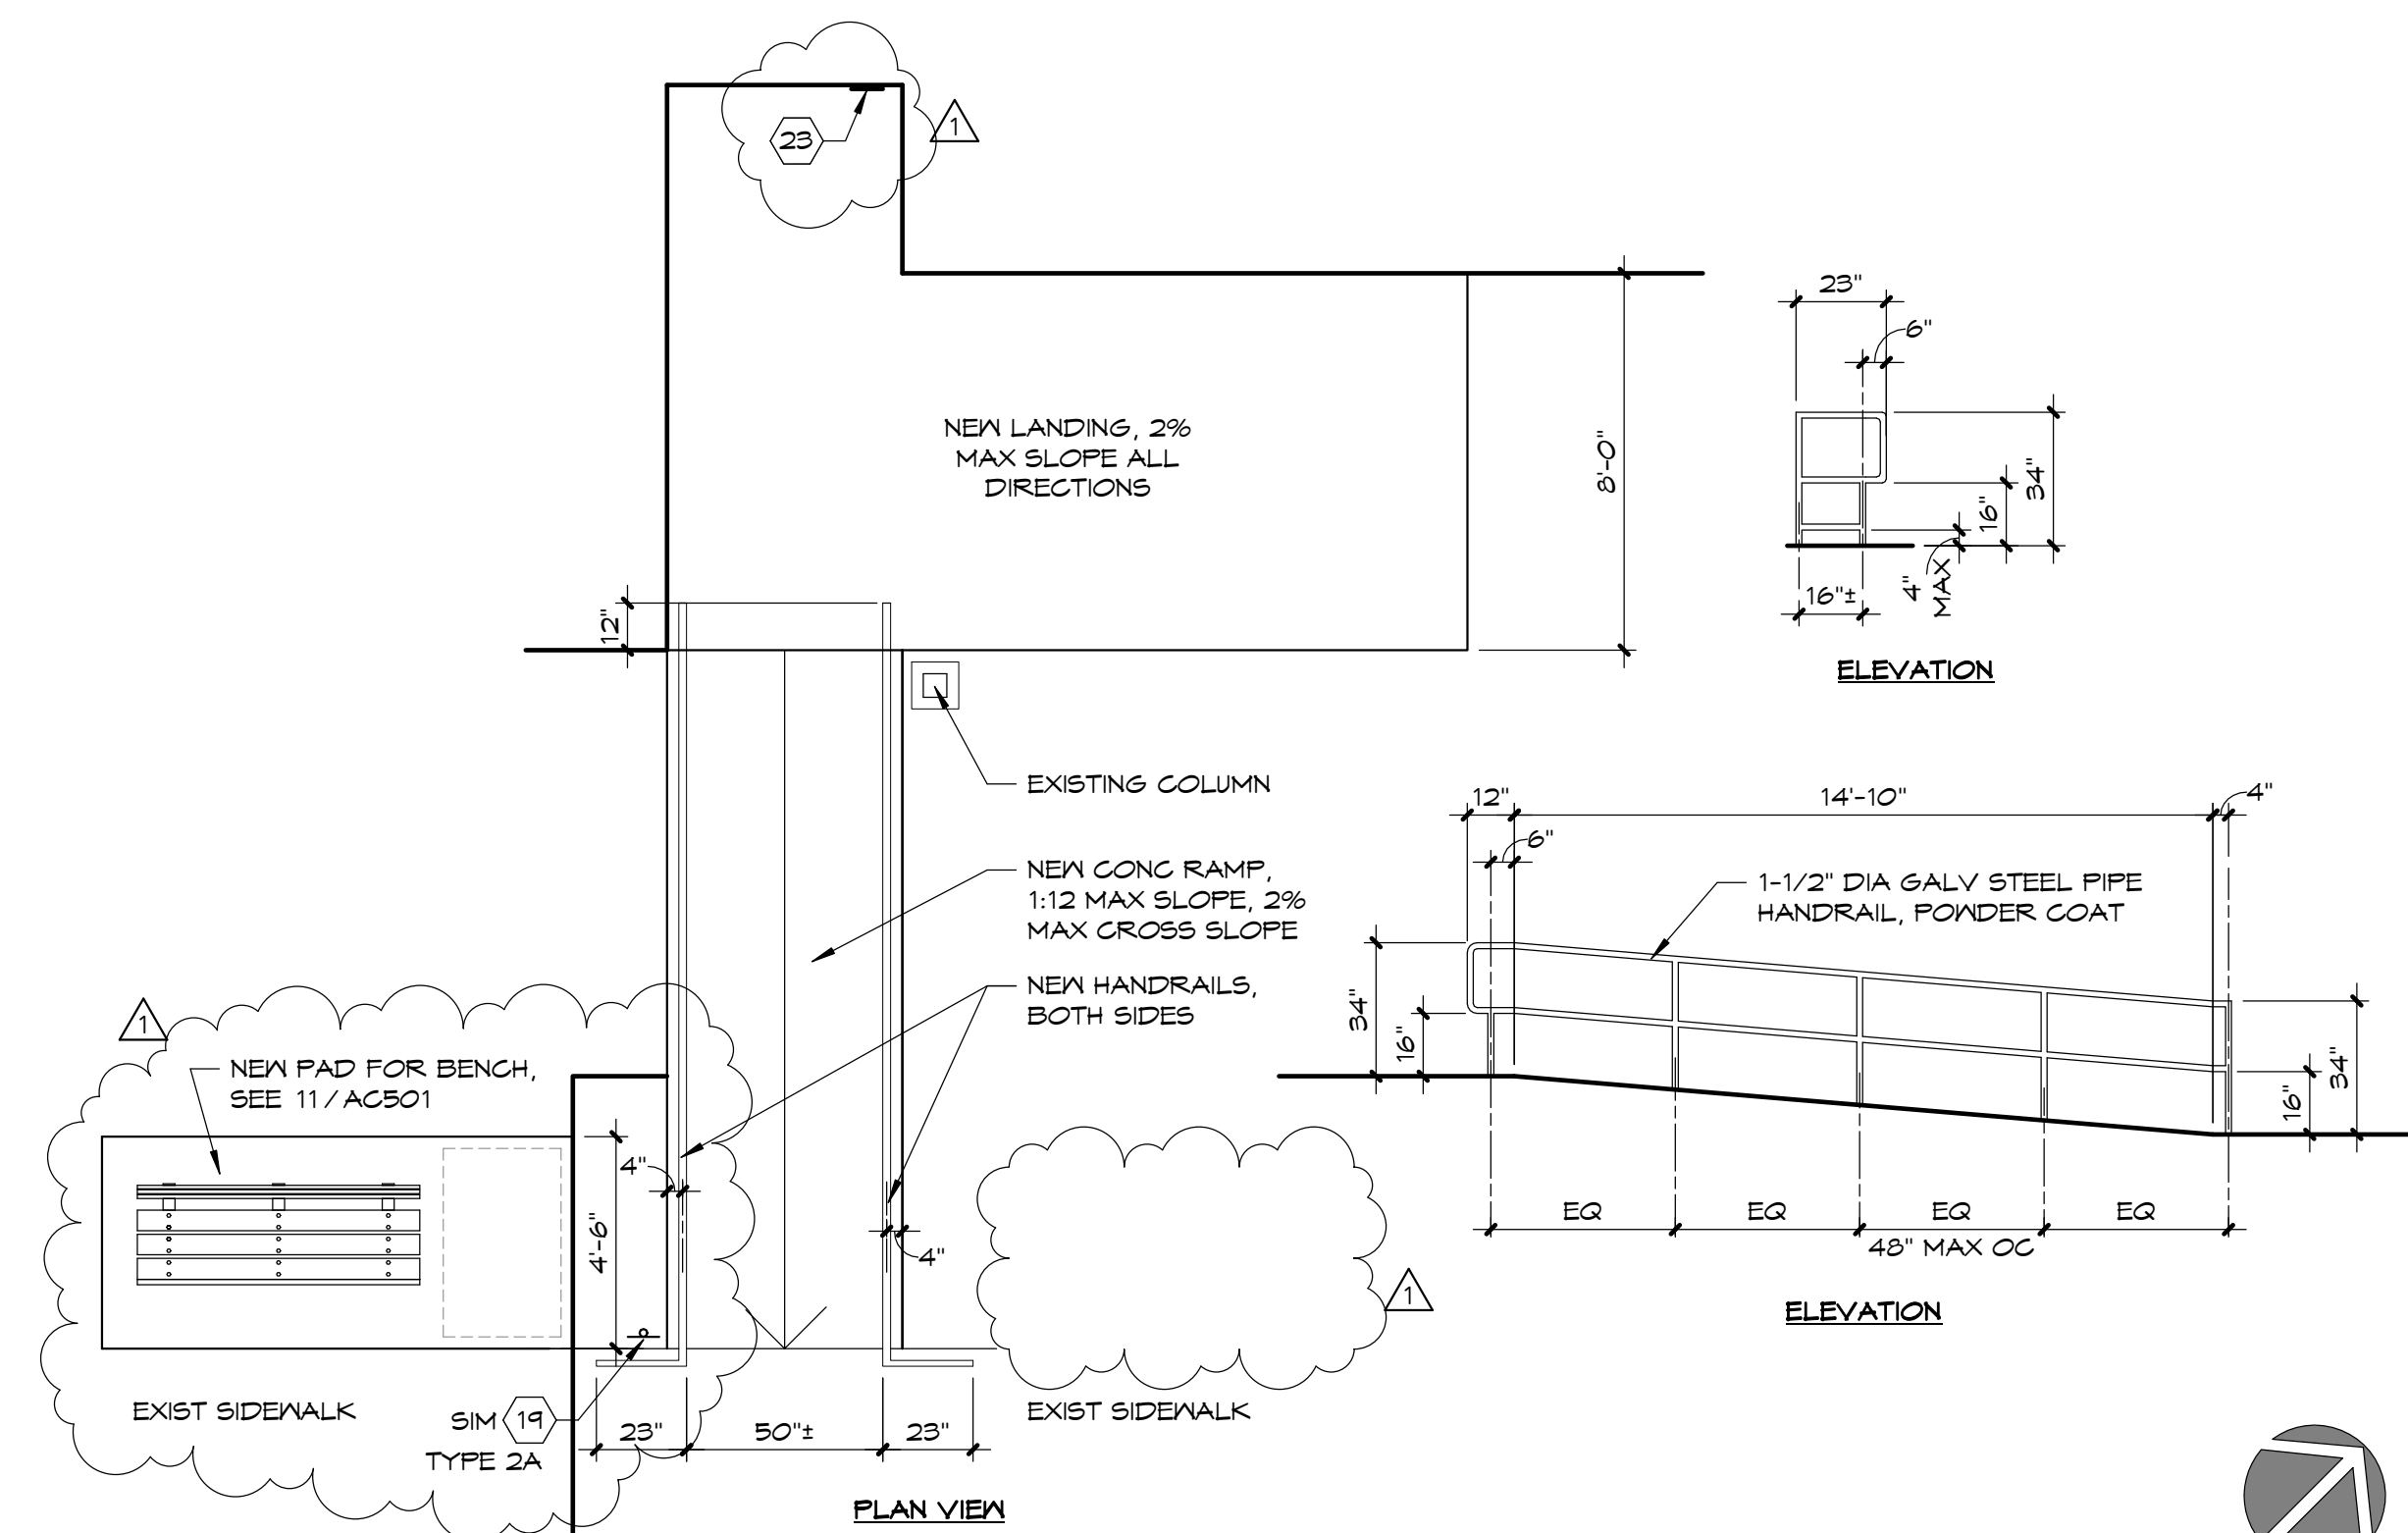 23
1
23"
6"
NEW LANDING, 2%
MAX SLOPE ALL
DIRECTIONS
8'-0"
34"
16"
4"
MAX
16"±
ELEVATION
12"
EXISTING COLUMN
NEW CONC RAMP,
1:12 MAX SLOPE, 2%
MAX CROSS SLOPE
NEW HANDRAILS,
BOTH SIDES
12"
14'-10"
4"
6"
1-1/2" DIA GALV STEEL PIPE
HANDRAIL, POWDER COAT
34"
16"
34"
16"
EQ
EQ
EQ
EQ
48" MAX OC
ELEVATION
1
NEW PAD FOR BENCH,
SEE 11/AC501
4"
4'-6"
4"
1
EXIST SIDEWALK
SIM 19
TYPE 2A
23"
50"±
23"
EXIST SIDEWALK
PLAN VIEW